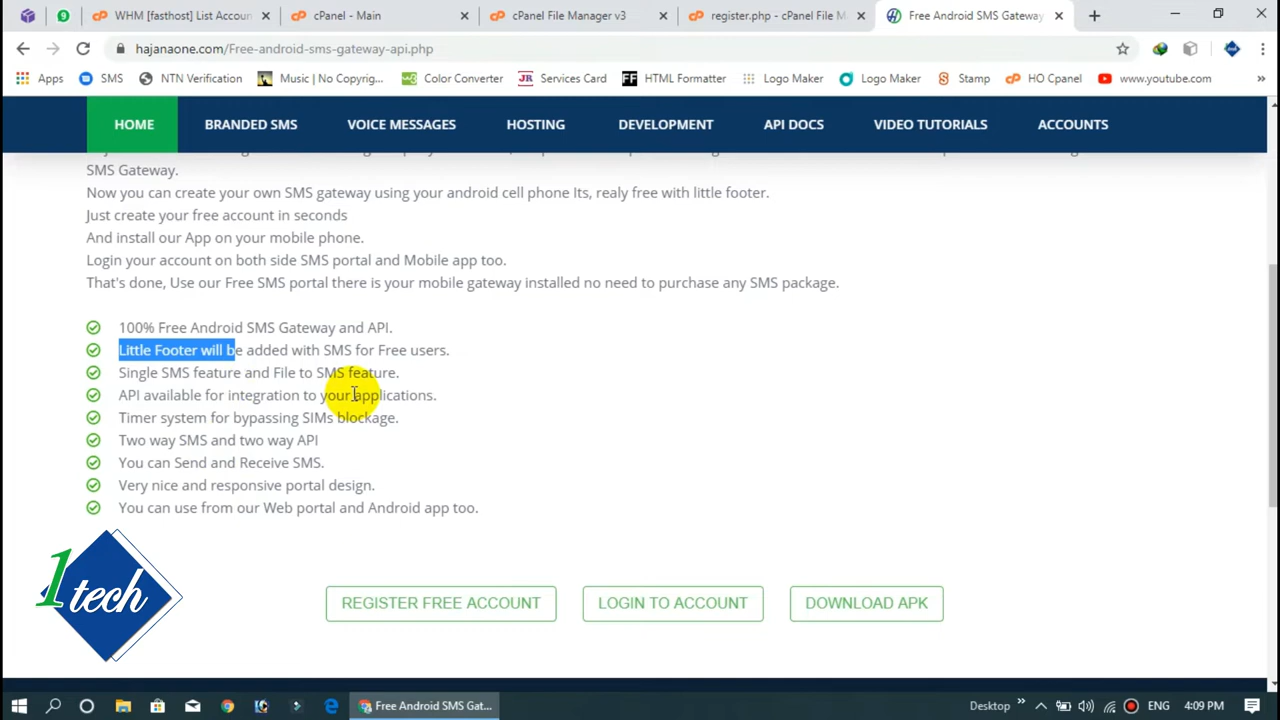 WHM [fasthost] List Accoun
cPanel - Main
cPanel File Manager v3
register.php - cPanel File M
Free Android SMS Gateway
hajanaone.com/Free-android-sms-gateway-api.php
Apps
SMS
NTN Verification
Music | No Copyrig...
Color Converter
Services Card
HTML Formatter
Logo Maker
Logo Maker
Stamp
HO Cpanel
www.youtube.com
HOME
BRANDED SMS
VOICE MESSAGES
HOSTING
DEVELOPMENT
API DOCS
VIDEO TUTORIALS
ACCOUNTS
SMS Gateway.
Now you can create your own SMS gateway using your android cell phone Its, realy free with little footer.
Just create your free account in seconds
And install our App on your mobile phone.
Login your account on both side SMS portal and Mobile app too.
That's done, Use our Free SMS portal there is your mobile gateway installed no need to purchase any SMS package.
100% Free Android SMS Gateway and API.
Little Footer will be added with SMS for Free users.
Single SMS feature and File to SMS feature.
API available for integration to your applications.
Timer system for bypassing SIMs blockage.
Two way SMS and two way API
You can Send and Receive SMS.
Very nice and responsive portal design.
You can use from our Web portal and Android app too.
1tech
REGISTER FREE ACCOUNT
LOGIN TO ACCOUNT
DOWNLOAD APK
Free Android SMS Gat...
Desktop
ENG
4:09 PM